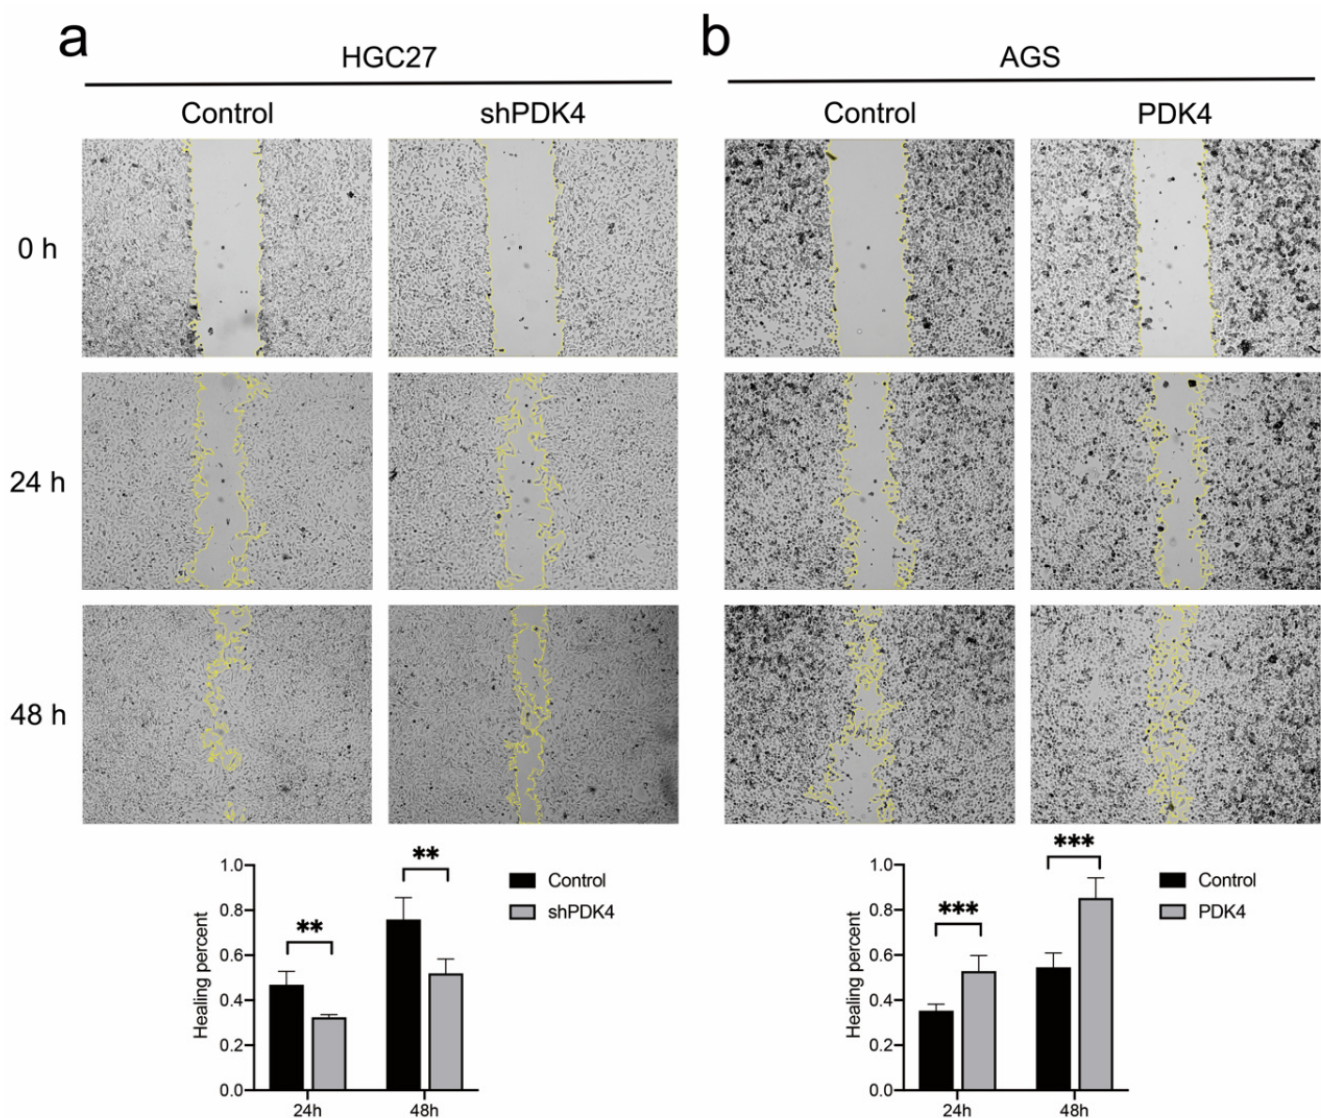 a
b
HGC27
AGS
Control
shPDK4
Control
PDK4
0 h
24 h
48 h
**
**
Control
shPDK4
Healing percent
1.0
0.8
0.6
0.4
0.2
0.0
24h
48h
***
***
Control
PDK4
Healing percent
1.0
0.8
0.6
0.4
0.2
0.0
24h
48h